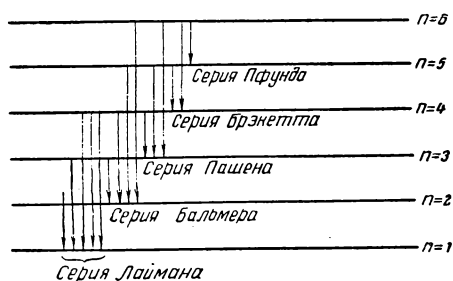 n=6
n=5
Серия Пфунда
n=4
Серия Брэкетта
n=3
Серия Пашена
n=2
Серия Бальмера
n=1
Серия Лаймана